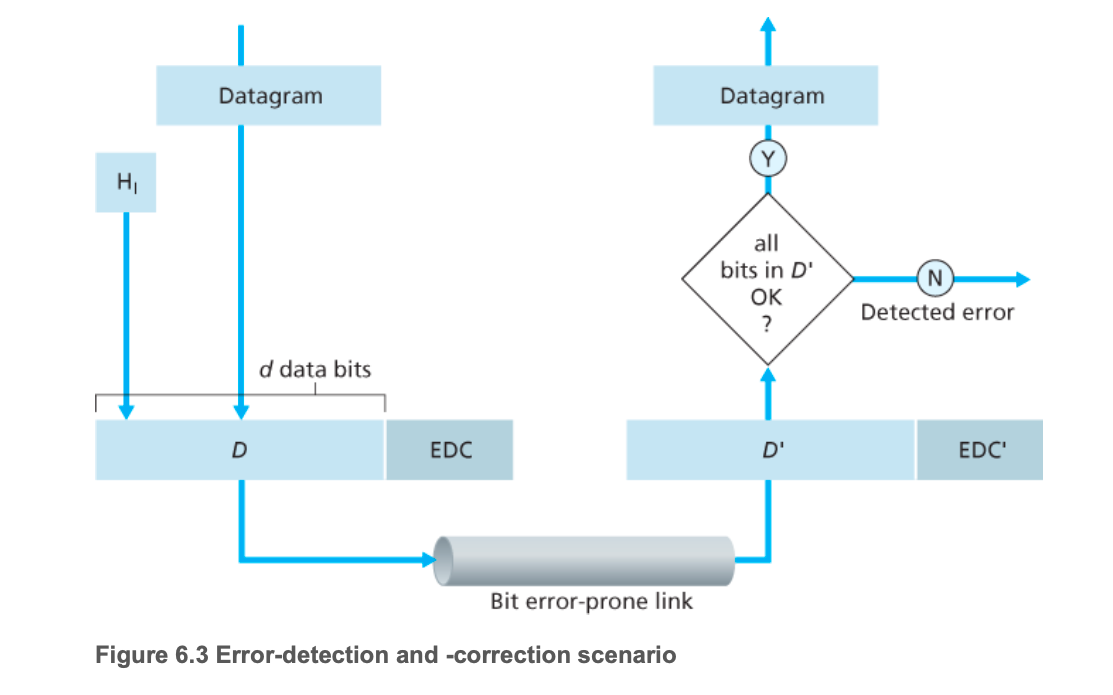 Datagram
Datagram
H
l
Y
all
bits in D'
OK
?
N
Detected error
d data bits
D
EDC
D'
EDC'
Bit error-prone link
Figure 6.3 Error-detection and -correction scenario